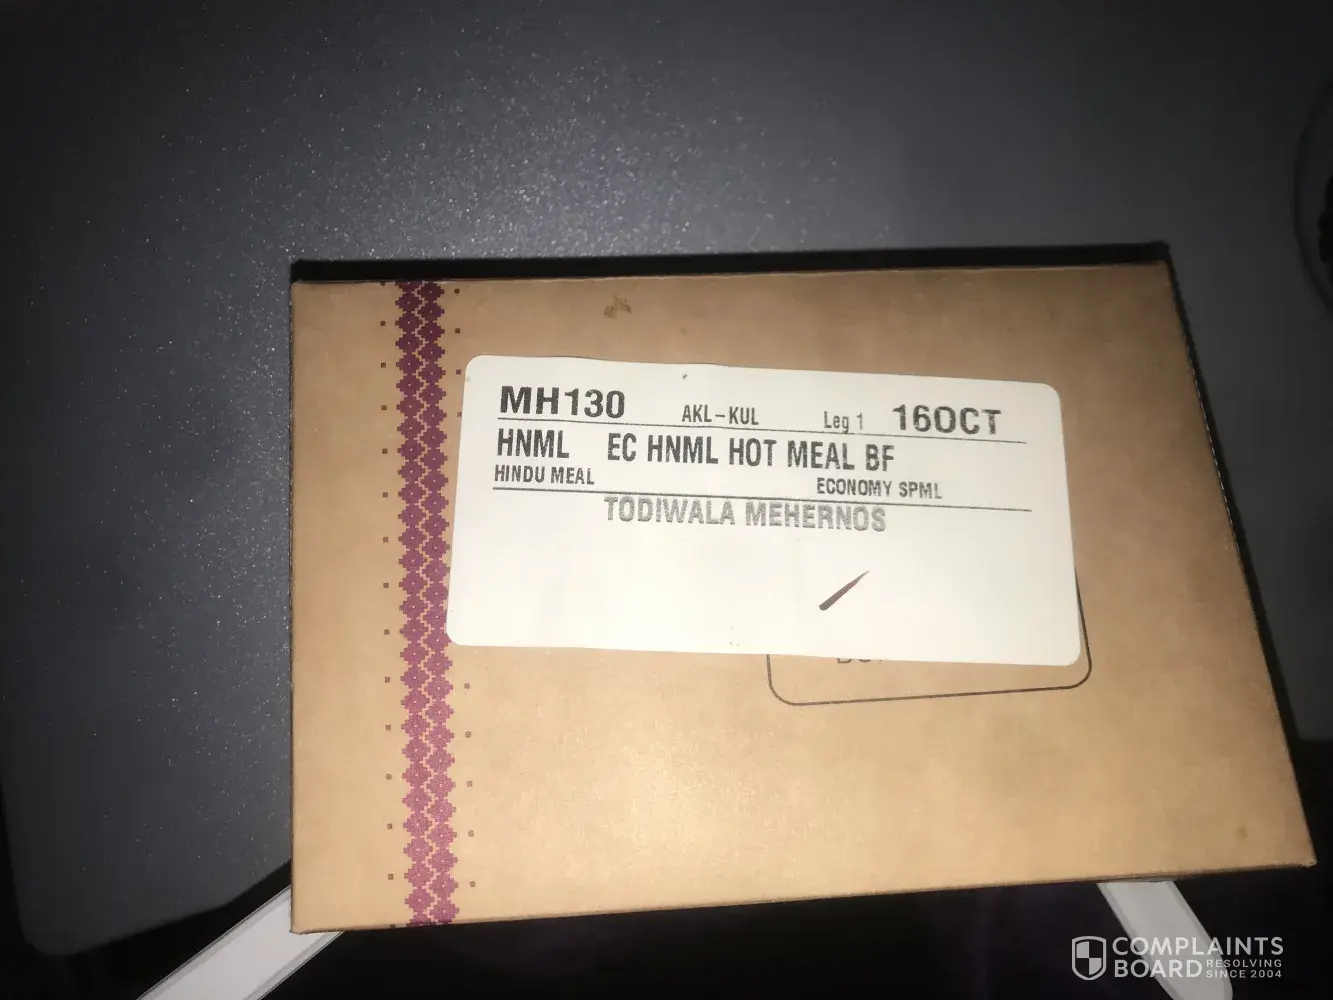 MH130 AKL-KUL Leg 1 16OCT
HNML EC HNML HOT MEAL BF
HINDU MEAL ECONOMY SPML
TODIWALA MEHERNOS
COMPLAINTS
BOARD RESOLVING
SINCE 2004